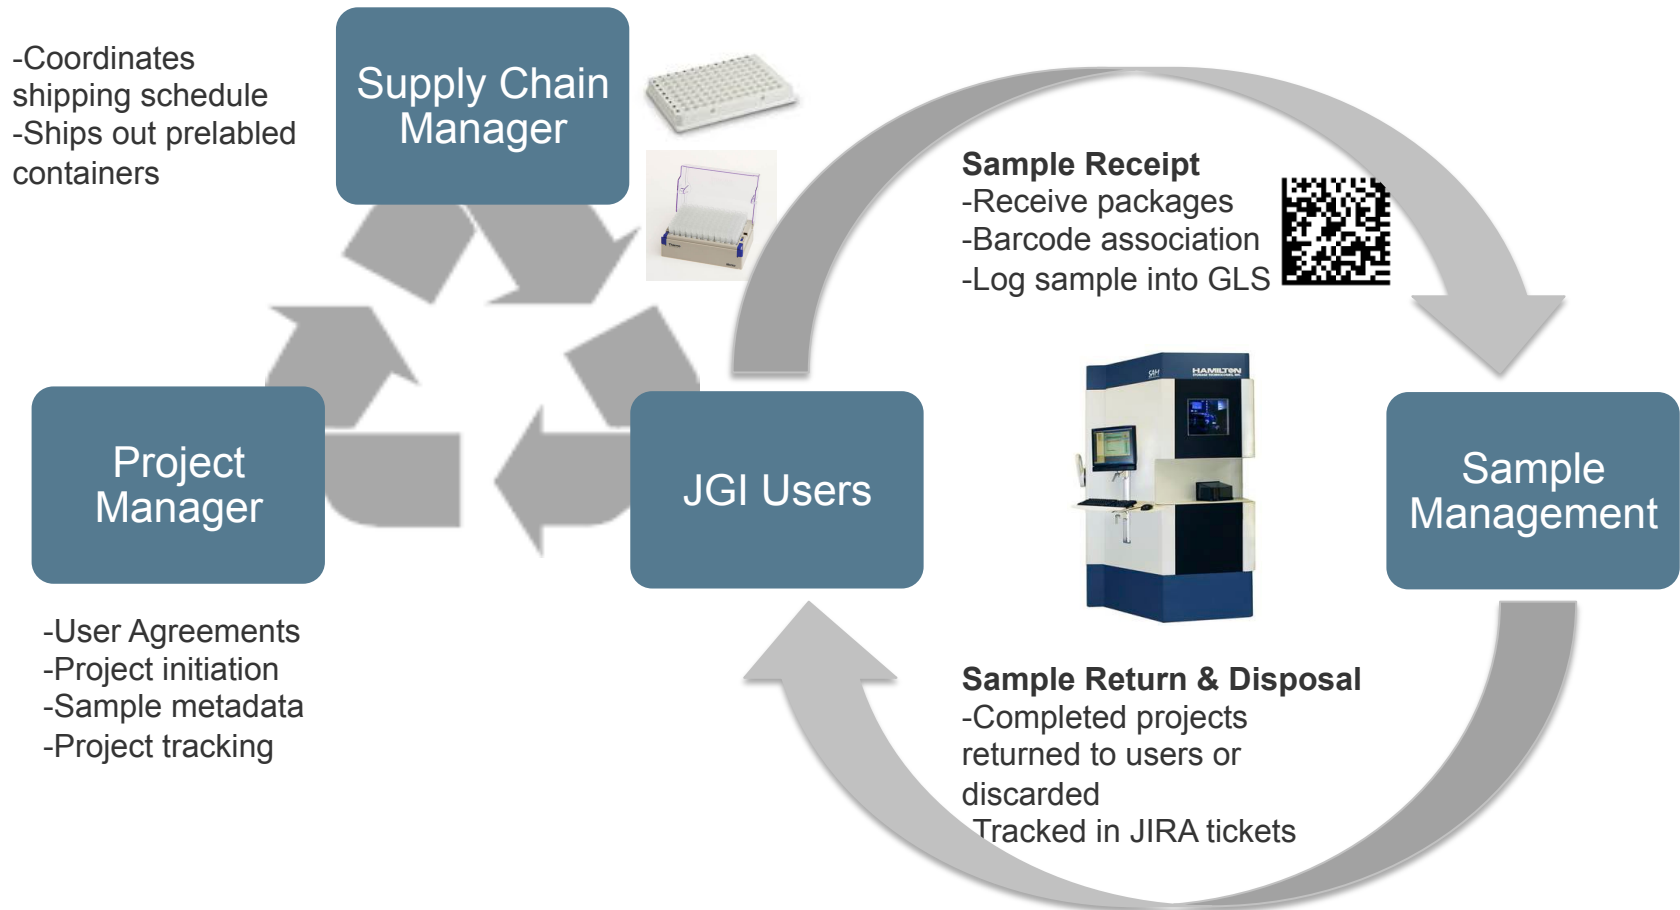 -Coordinates
shipping schedule
-Ships out prelabled
containers
Supply Chain
Manager
Sample Receipt
-Receive packages
-Barcode association
-Log sample into GLS
HAMILTON
Project
Manager
JGI Users
Sample
Management
-User Agreements
-Project initiation
-Sample metadata
-Project tracking
Sample Return & Disposal
-Completed projects
returned to users or
discarded
-Tracked in JIRA tickets